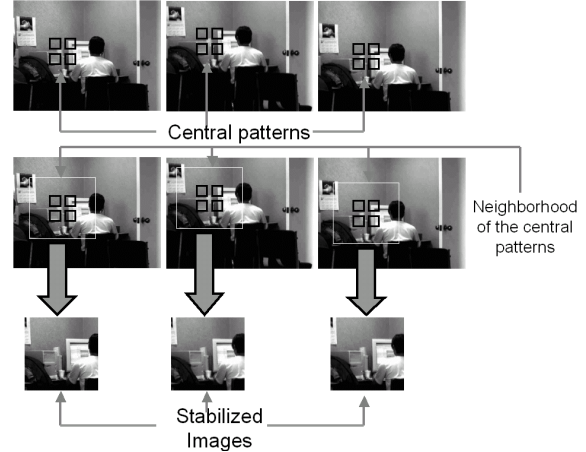 Central patterns
Neighborhood
of the central
patterns
Stabilized
Images